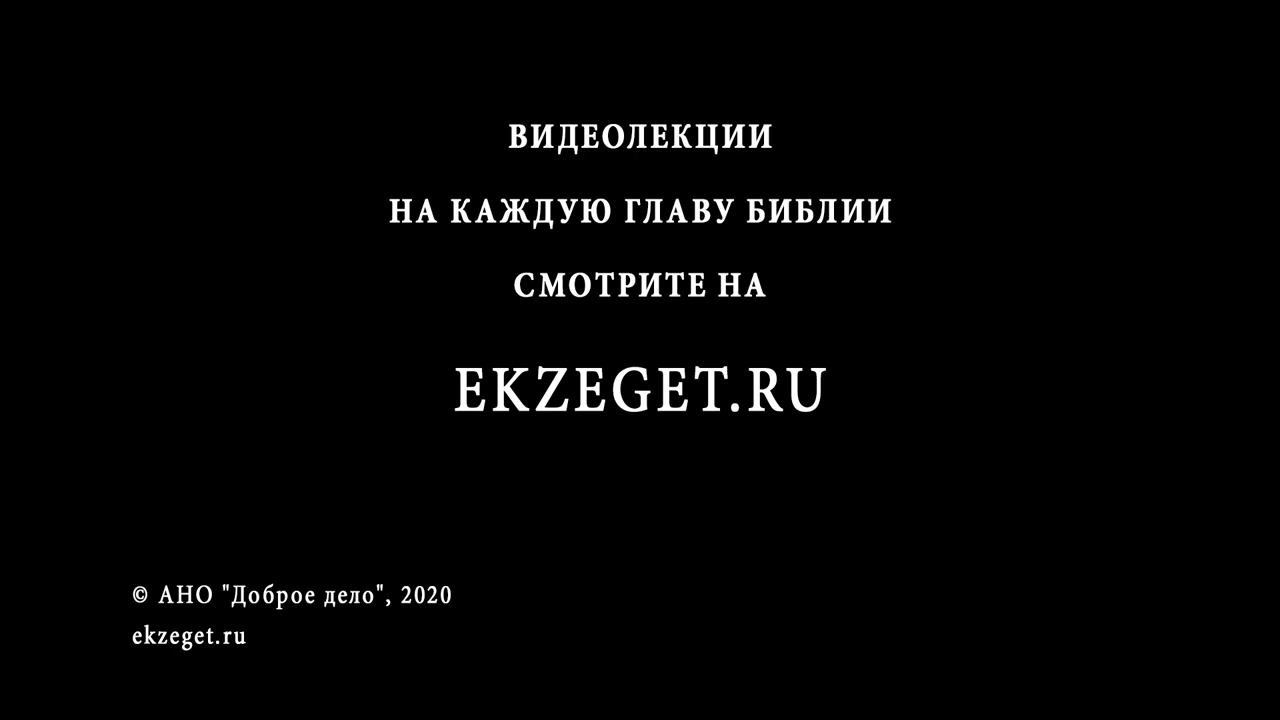 ВИДЕОЛЕКЦИИ
НА КАЖДУЮ ГЛАВУ БИБЛИИ
СМОТРИТЕ НА
EKZEGET.RU
© АНО "Доброе дело", 2020
ekzeget.ru